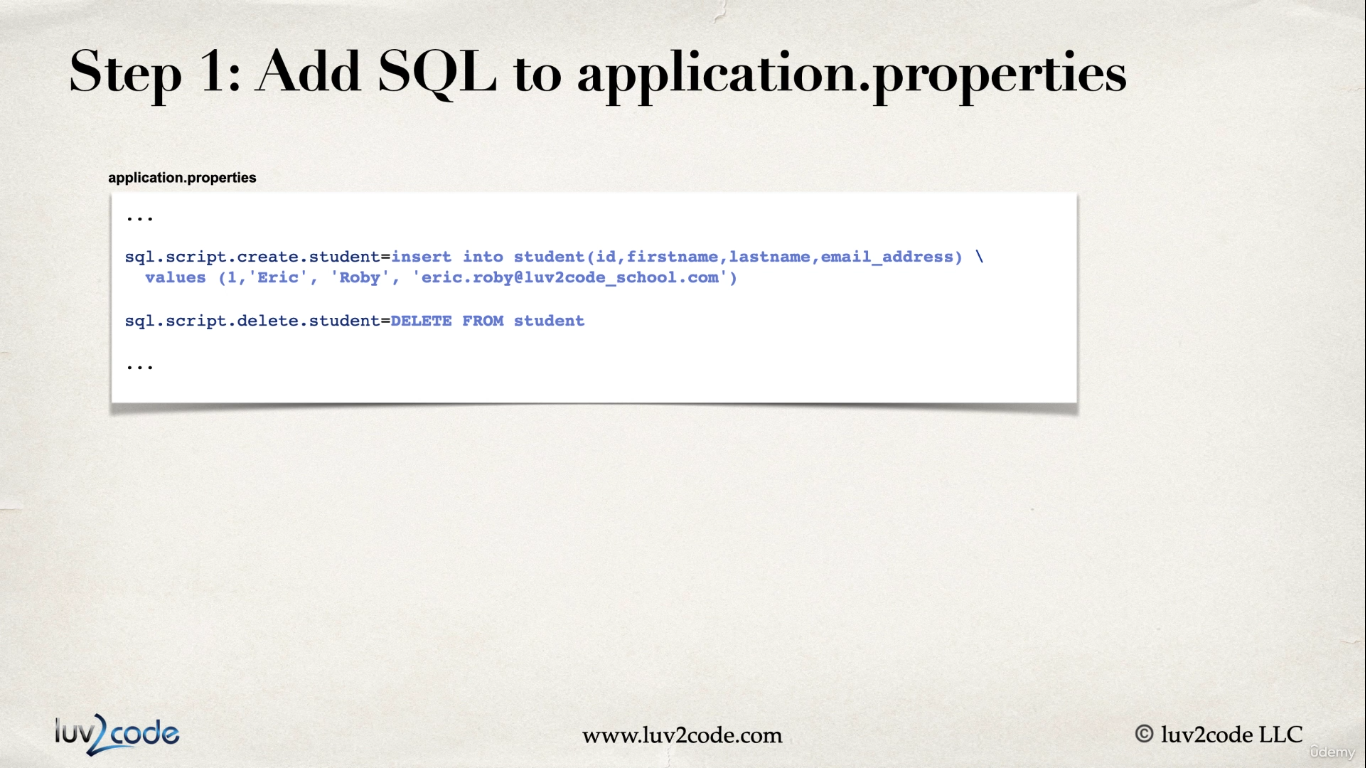 Step 1: Add SQL to application.properties
application.properties
...
sql.script.create.student=insert into student(id,firstname,lastname,email_address) \
values (1,'Eric', 'Roby', 'eric.roby@luv2code_school.com')
sql.script.delete.student=DELETE FROM student
...
luv2code
www.luv2code.com
© luv2code LLC
ûdemy